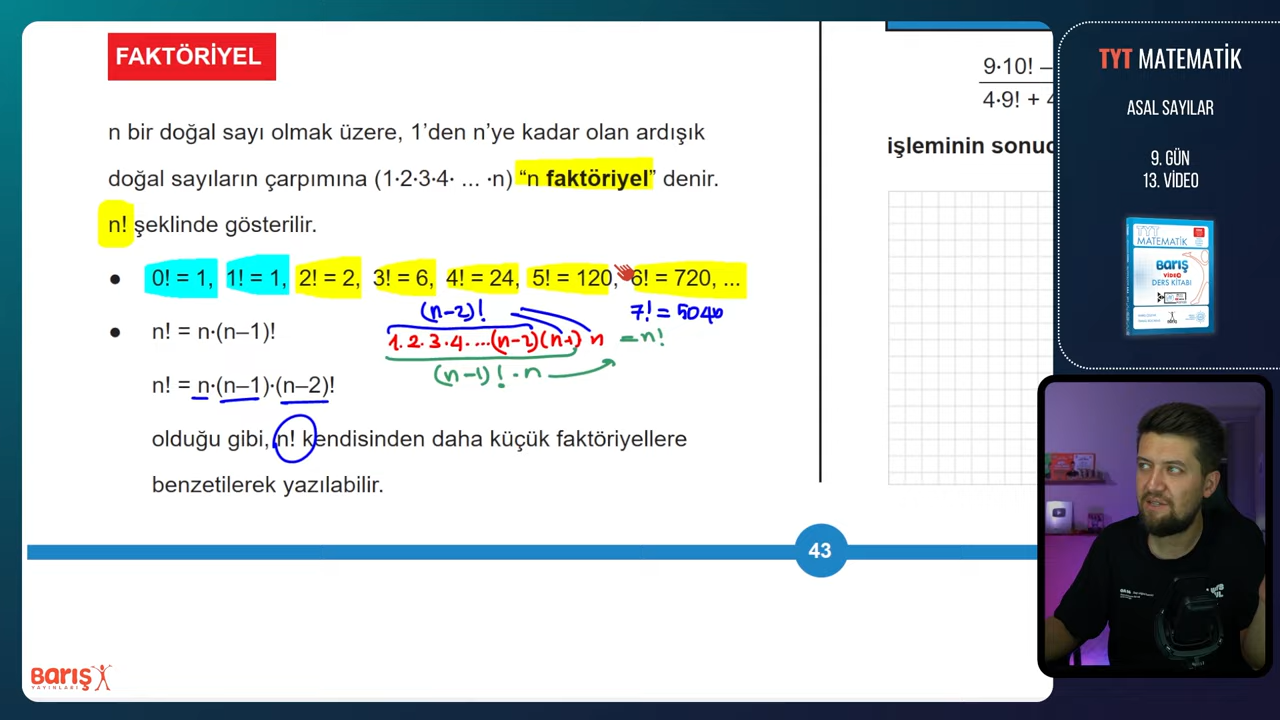 FAKTÖRİYEL
n bir doğal sayı olmak üzere, 1’den n’ye kadar olan ardışık
doğal sayıların çarpımına (1·2·3·4· ... ·n) “n faktöriyel” denir.
n! şeklinde gösterilir.
● 0! = 1, 1! = 1, 2! = 2, 3! = 6, 4! = 24, 5! = 120, 6! = 720, ...
(n-2)! 7! = 5040
● n! = n·(n–1)!
1.2.3.4....(n-2)(n-1) n = n!
(n-1)! · n
n! = n·(n–1)·(n–2)!
olduğu gibi, n! kendisinden daha küçük faktöriyellere
benzetilerek yazılabilir.
43
BARIŞ
YAYINLARI
9·10! –
4·9! + 4
işleminin sonuc
TYT MATEMATİK
ASAL SAYILAR
9. GÜN
13. VİDEO
TYT
MATEMATİK
BARIŞ
VİDEO
DERS KİTABI